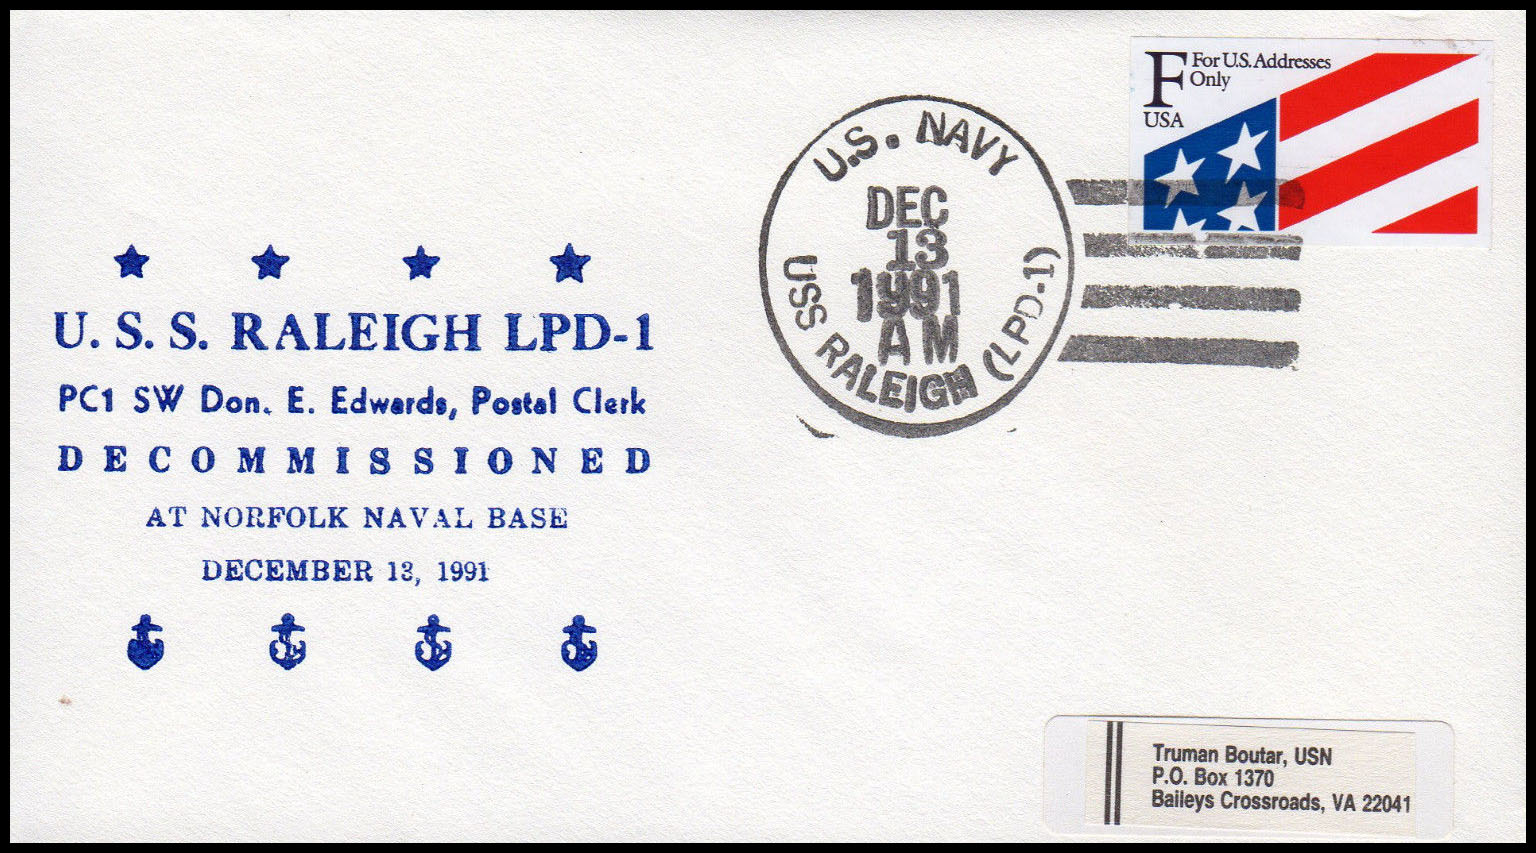 F For U.S. Addresses
Only
USA
U.S. NAVY
DEC
13
1991
AM
USS RALEIGH (LPD-1)
U. S. S. RALEIGH LPD-1
PC1 SW Don. E. Edwards, Postal Clerk
DECOMMISSIONED
AT NORFOLK NAVAL BASE
DECEMBER 13, 1991
Truman Boutar, USN
P.O. Box 1370
Baileys Crossroads, VA 22041